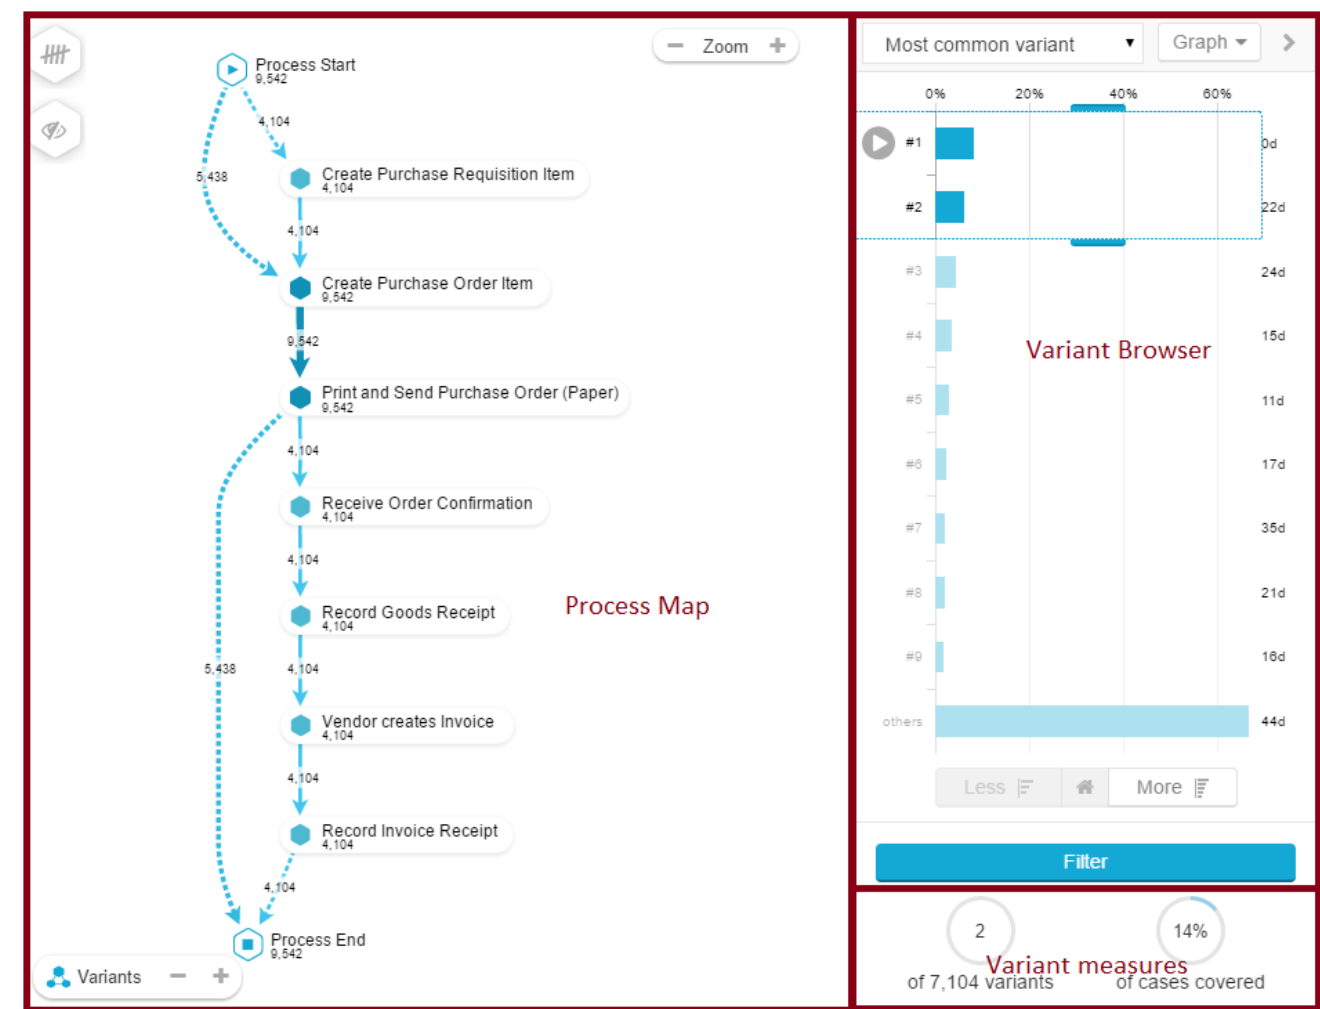 Process Start
9,542
4,104
5,438
Create Purchase Requisition Item
4,104
4,104
Create Purchase Order Item
9,542
9,542
Print and Send Purchase Order (Paper)
9,542
4,104
Receive Order Confirmation
4,104
4,104
Record Goods Receipt
4,104
5,438
4,104
Vendor creates Invoice
4,104
4,104
Record Invoice Receipt
4,104
4,104
Process End
9,542
Zoom
Process Map
Variants
Most common variant
Graph
0% 20% 40% 60%
#1 0d
#2 22d
#3 24d
#4 15d
Variant Browser
#5 11d
#6 17d
#7 35d
#8 21d
#9 16d
others 44d
Less More
Filter
2 14%
Variant measures
of 7,104 variants of cases covered